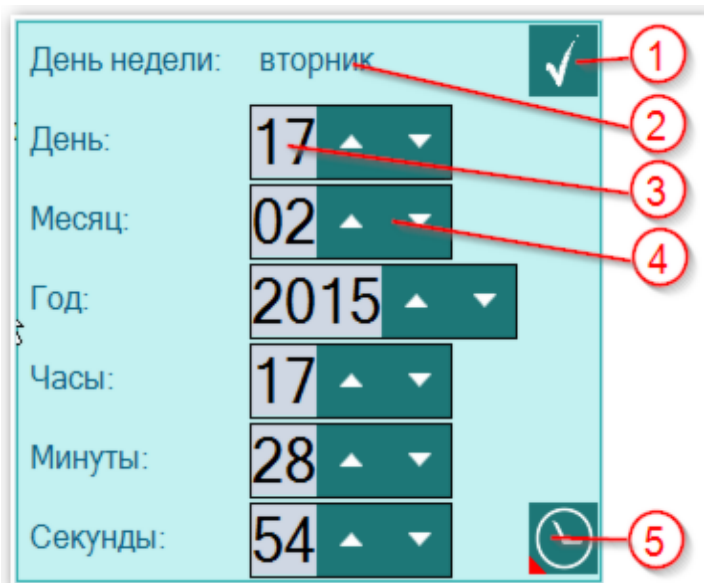 День недели: вторник 1
2
День: 17
3
Месяц: 02
4
Год: 2015
Часы: 17
Минуты: 28
Секунды: 54 5